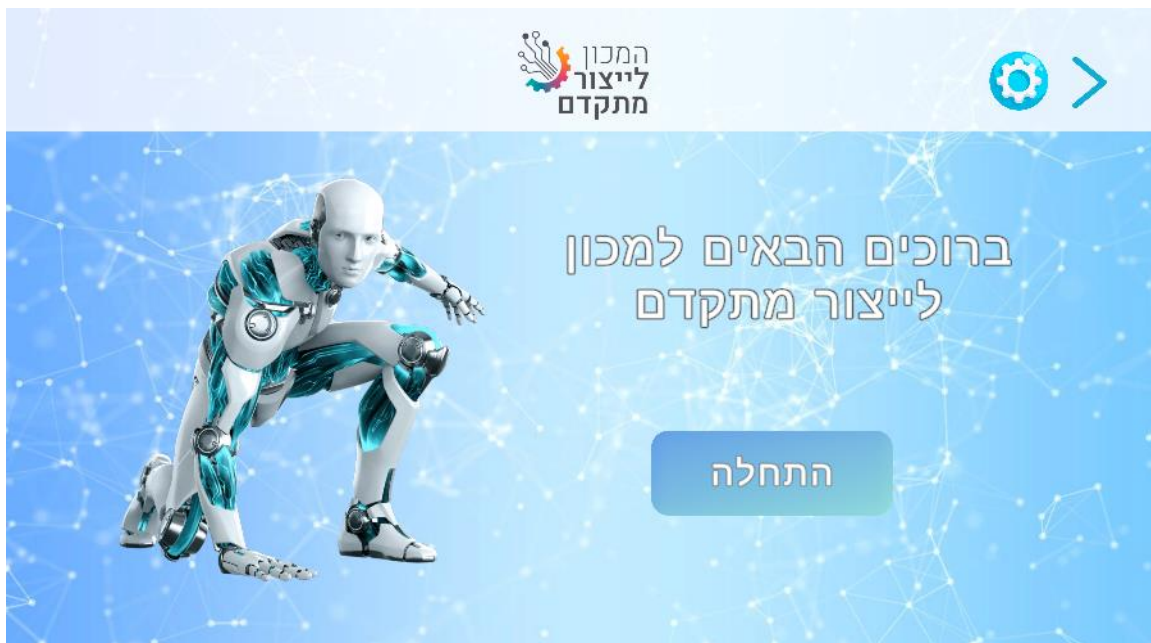 המכון
לייצור
מתקדם
ברוכים הבאים למכון
לייצור מתקדם
התחלה